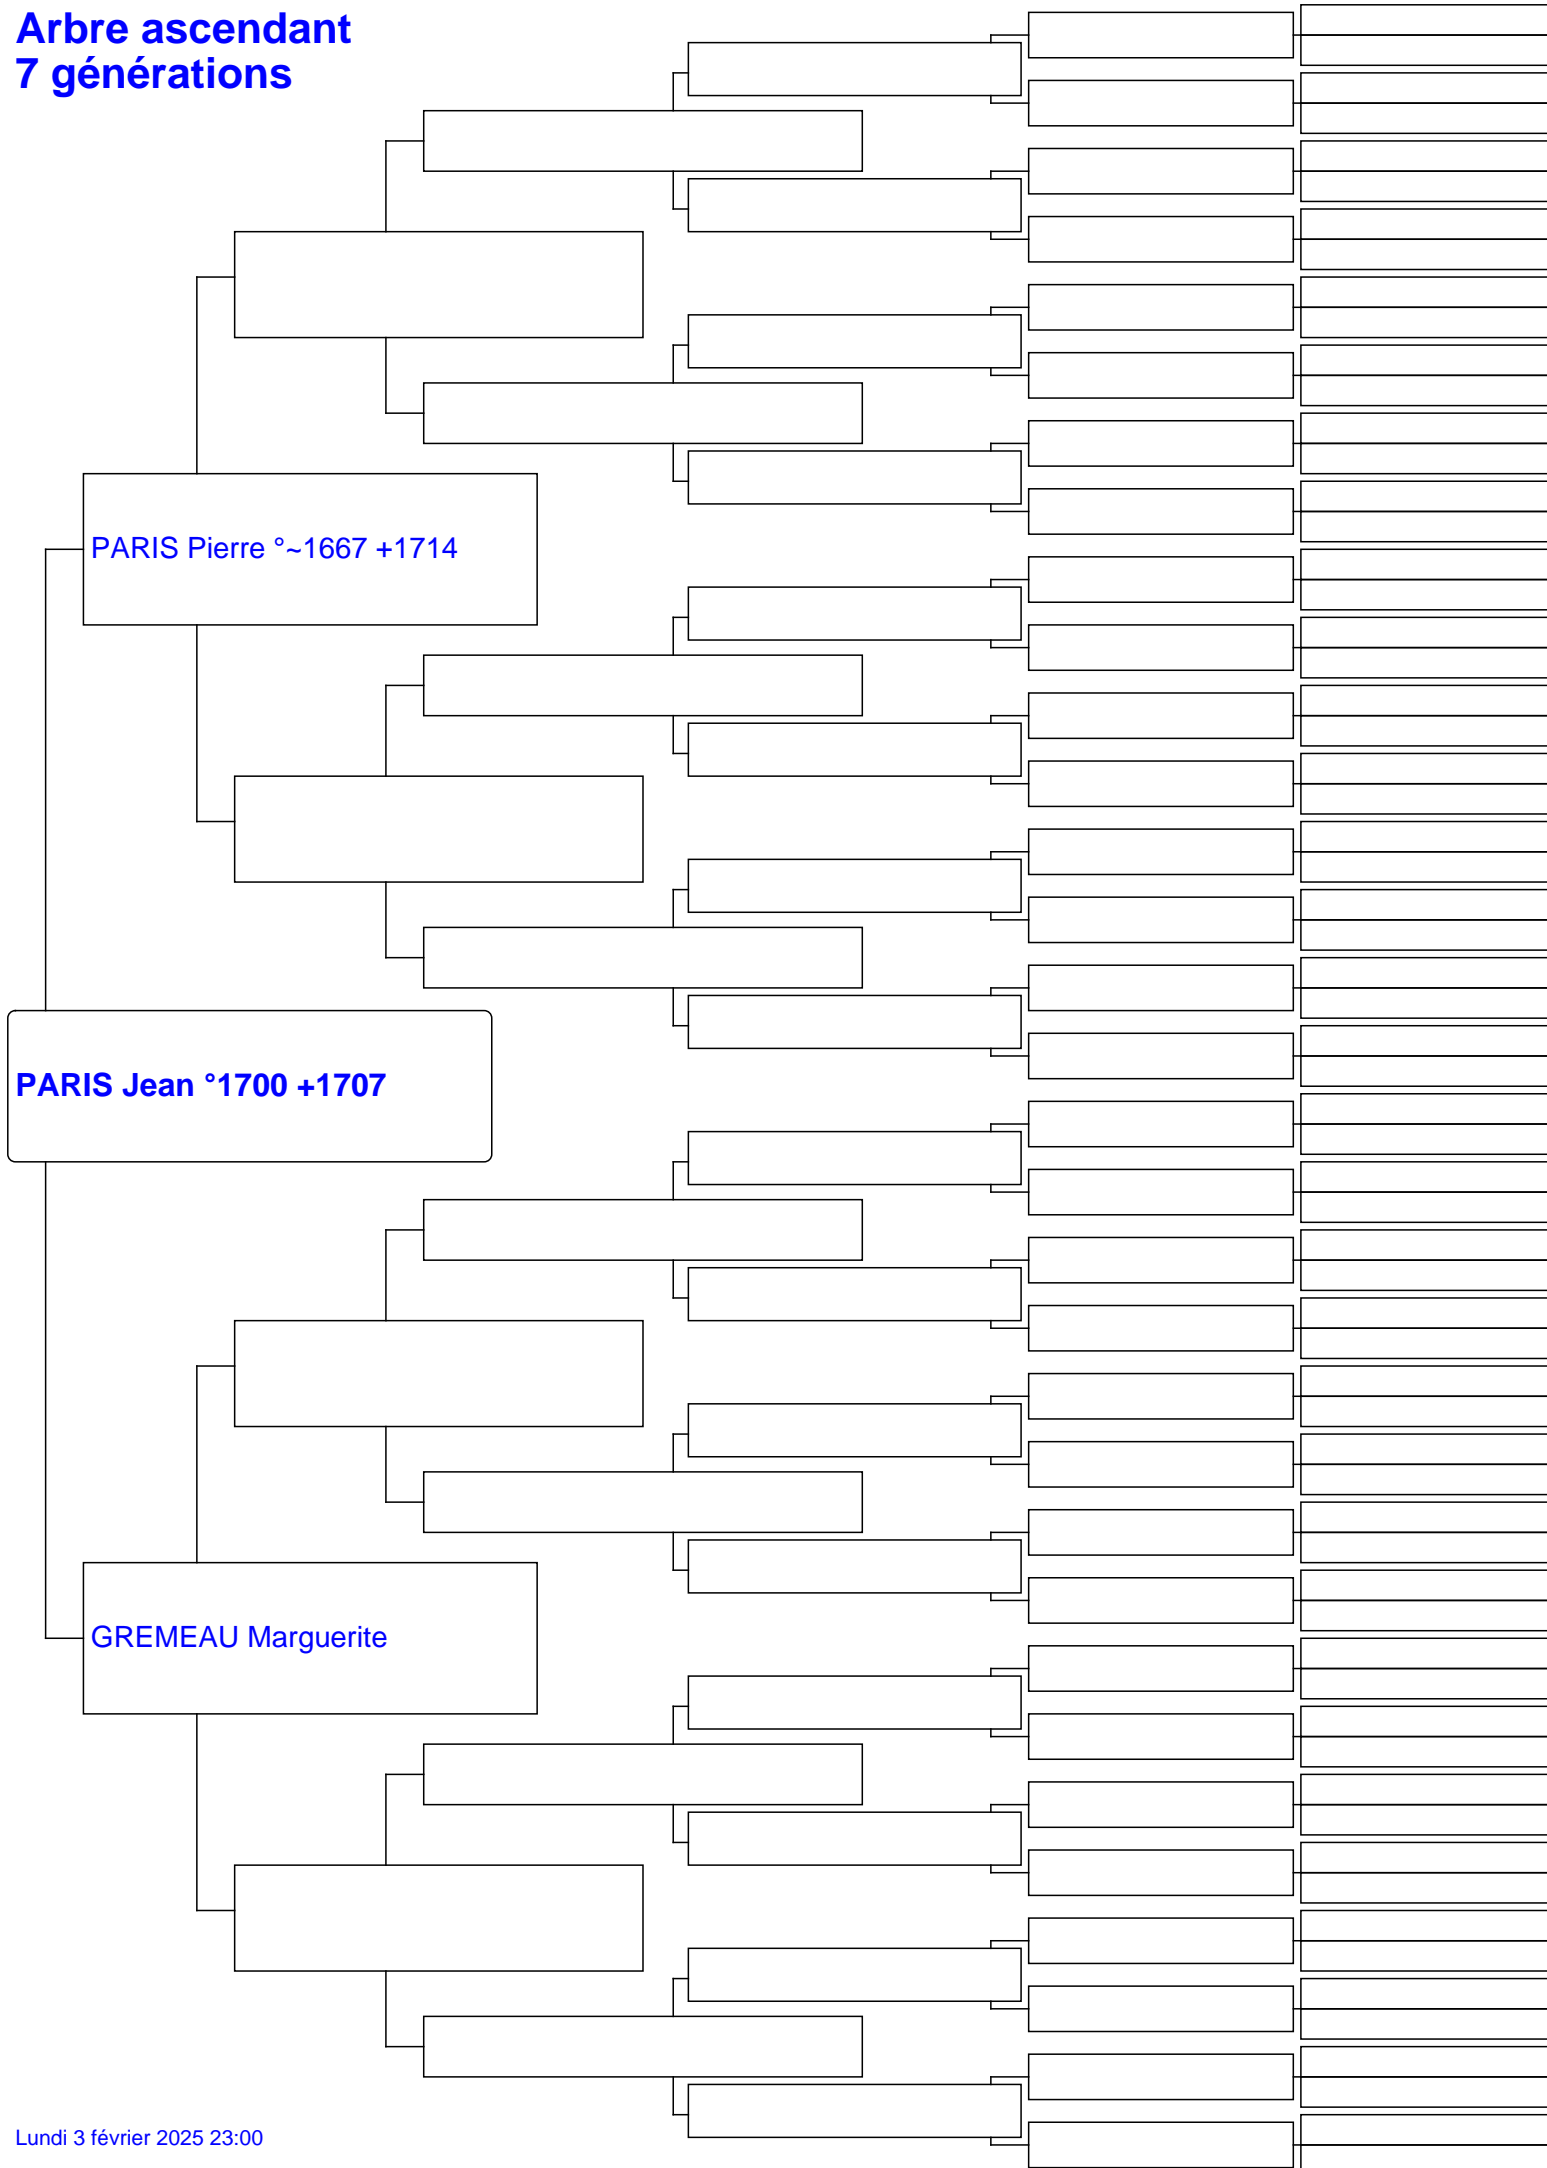 Arbre ascendant
7 générations
PARIS Pierre °~1667 +1714
PARIS Jean °1700 +1707
GREMEAU Marguerite
Lundi 3 février 2025 23:00